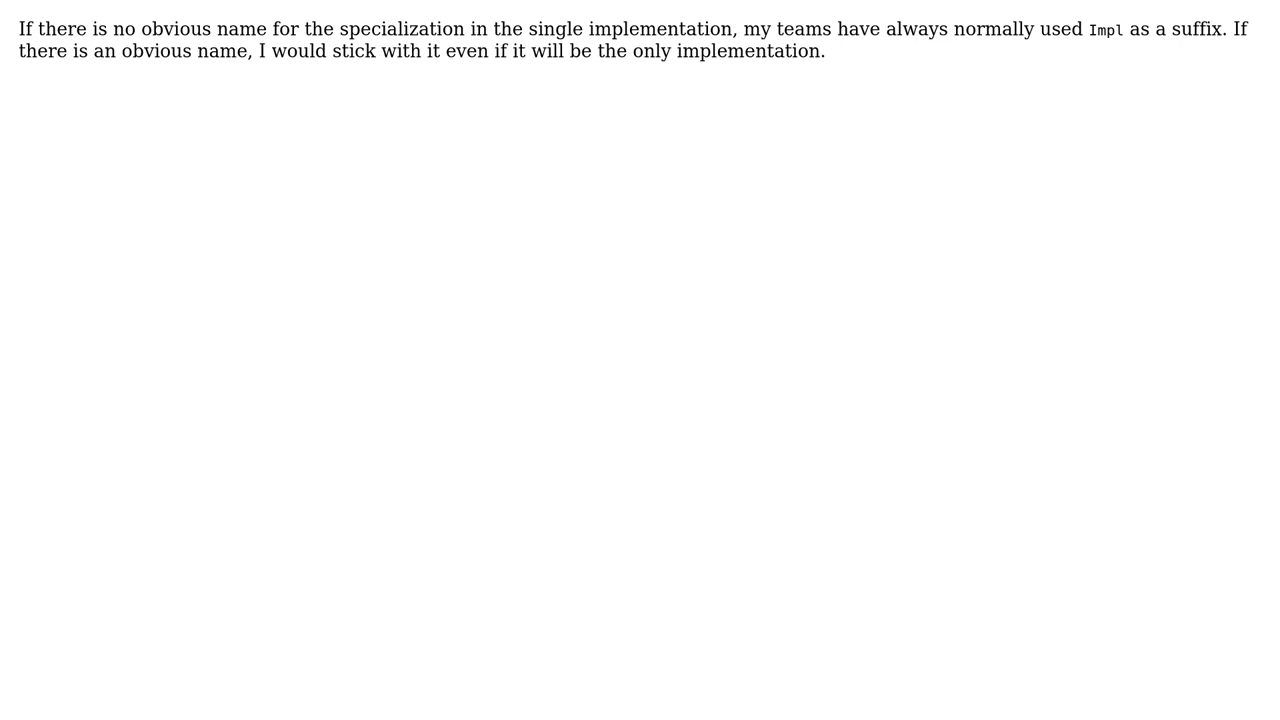 If there is no obvious name for the specialization in the single implementation, my teams have always normally used Impl as a suffix. If
there is an obvious name, I would stick with it even if it will be the only implementation.